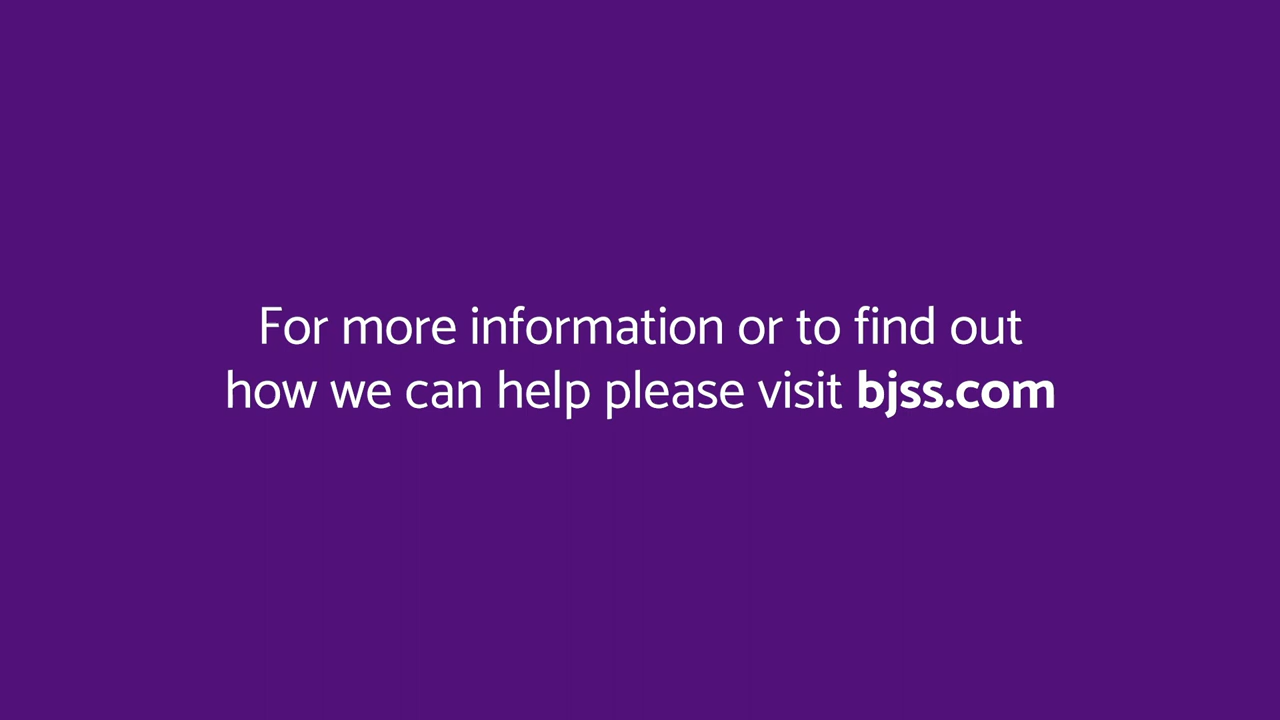 For more information or to find out
how we can help please visit bjss.com